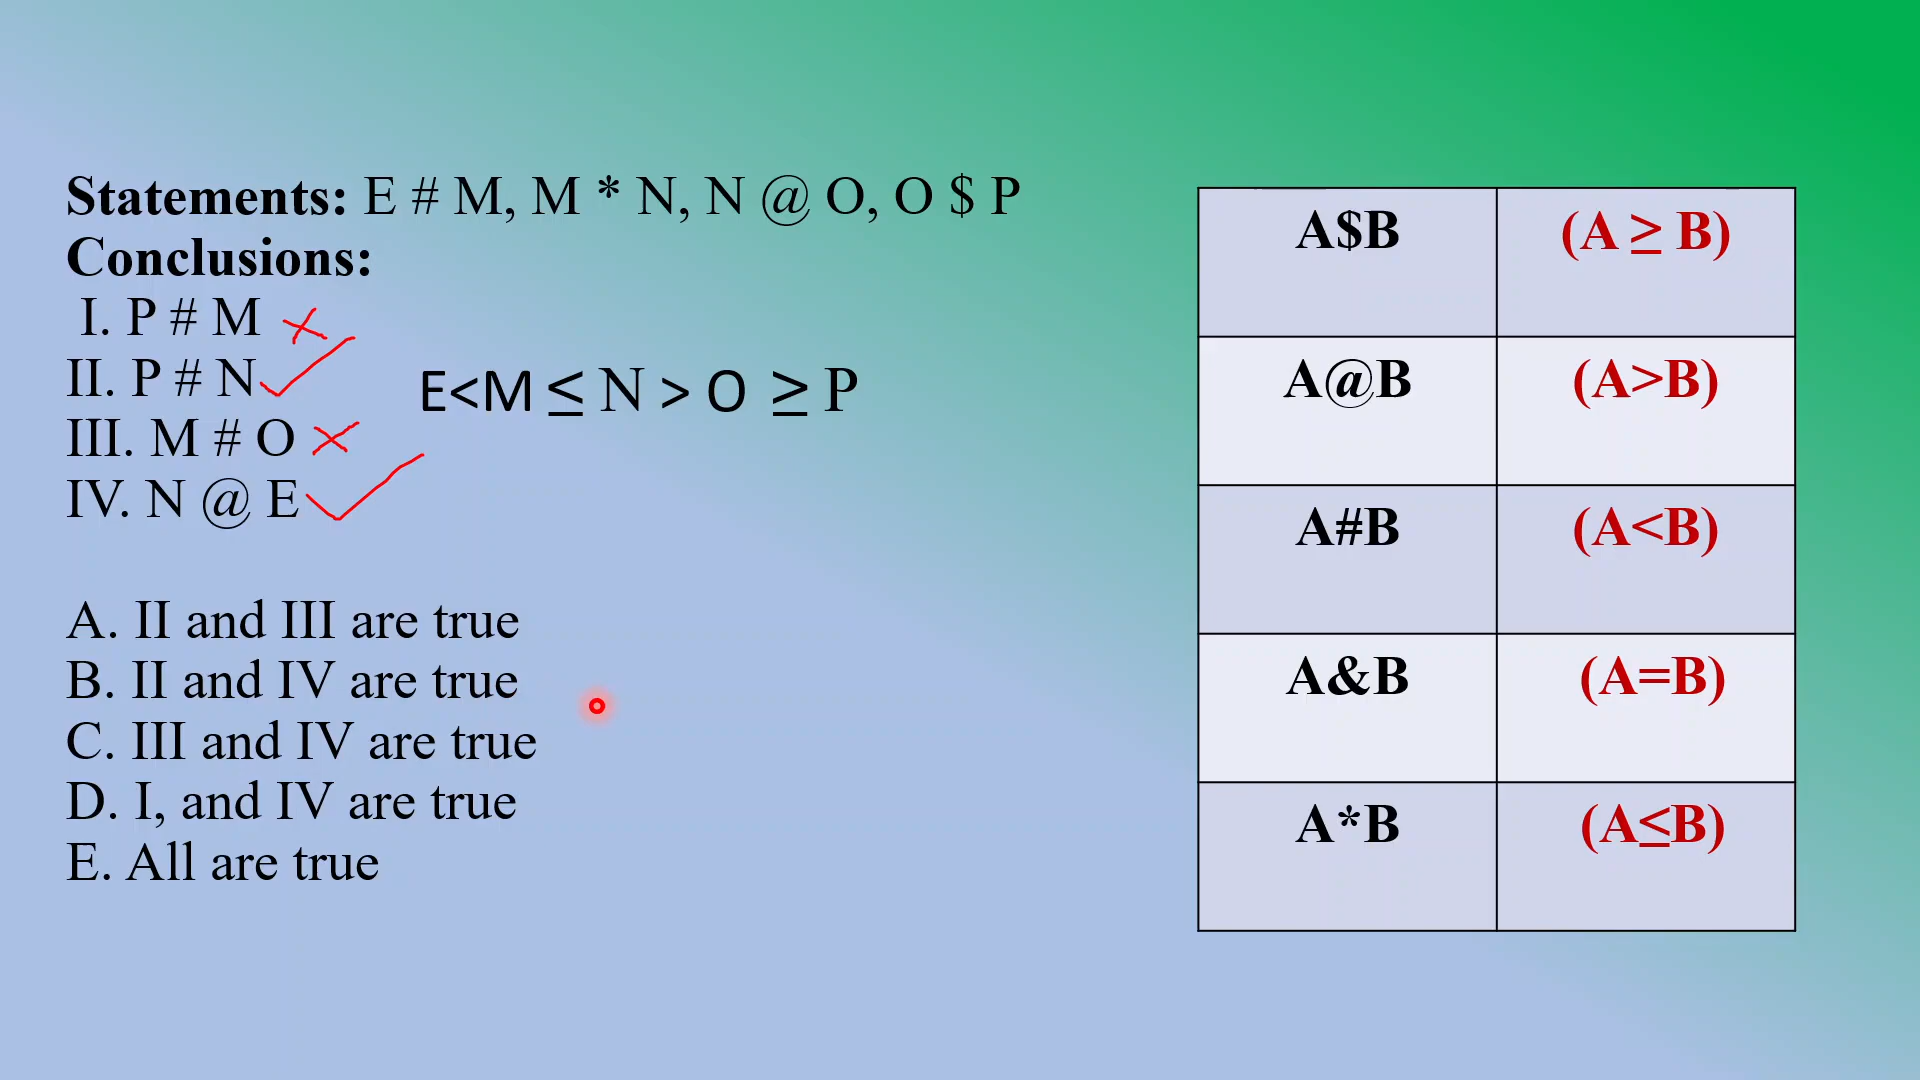 Statements: E # M, M * N, N @ O, O $ P
Conclusions:
I. P # M
II. P # N
III. M # O
IV. N @ E
E<M ≤ N > O ≥ P
A. II and III are true
B. II and IV are true
C. III and IV are true
D. I, and IV are true
E. All are true
A$B (A ≥ B)
A@B (A>B)
A#B (A<B)
A&B (A=B)
A*B (A≤B)